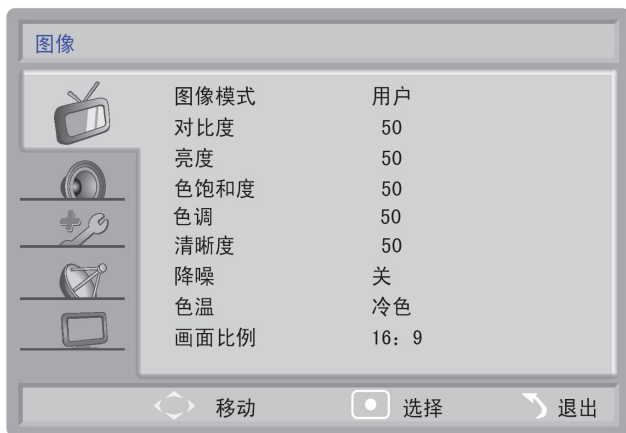 图像
图像模式 用户
对比度 50
亮度 50
色饱和度 50
色调 50
清晰度 50
降噪 关
色温 冷色
画面比例 16：9
移动 选择 退出